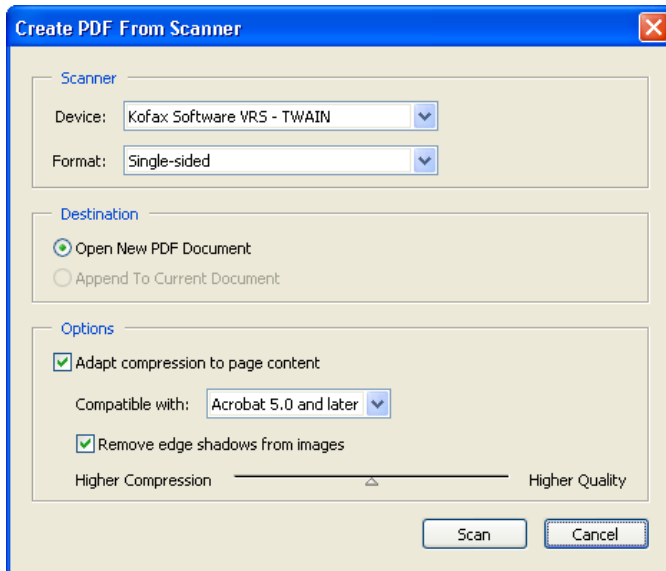 Create PDF From Scanner
Scanner
Device: Kofax Software VRS - TWAIN
Format: Single-sided
Destination
Open New PDF Document
Append To Current Document
Options
Adapt compression to page content
Compatible with: Acrobat 5.0 and later
Remove edge shadows from images
Higher Compression Higher Quality
Scan Cancel